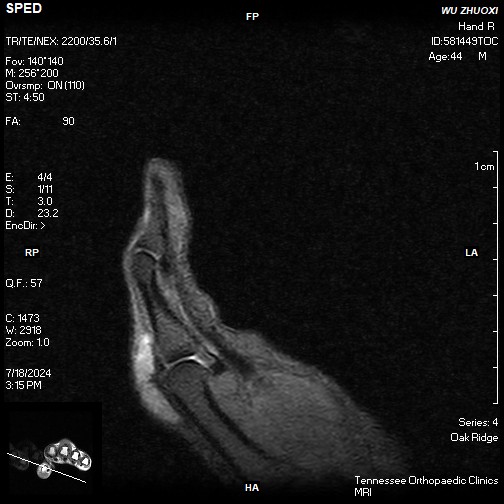 SPED
FP
WU ZHUOXI
Hand R
TR/TE/NEX: 2200/35.6/1
ID:581449TOC
Fov: 140*140
Age:44 M
M: 256*200
Ovrsmp: ON (110)
ST: 4:50
FA: 90
1cm
E: 4/4
S: 1/11
T: 3.0
D: 23.2
EncDir: >
RP
LA
Q.F.: 57
C: 1473
W: 2918
Zoom: 1.0
7/18/2024
3:15 PM
Series: 4
Oak Ridge
Tennessee Orthopaedic Clinics
MRI
HA